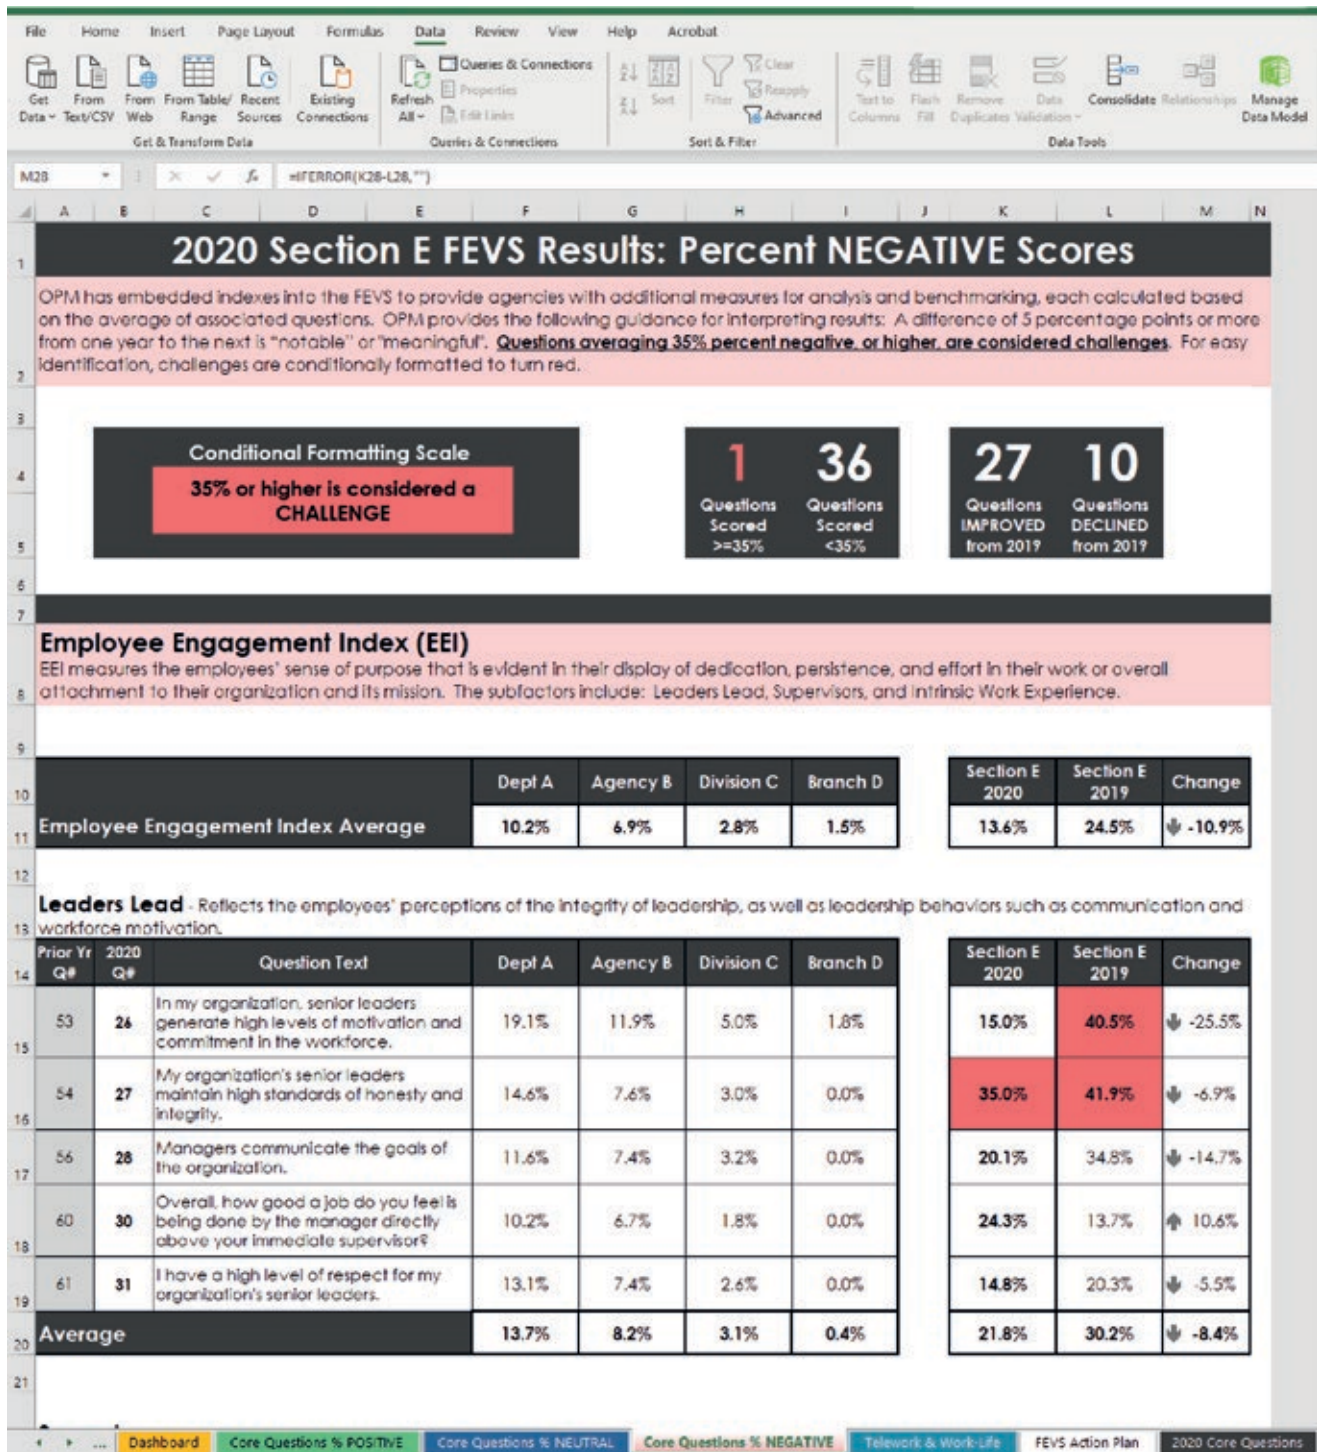 File Home Insert Page Layout Formulas Data Review View Help Acrobat
Get Data From Text/CSV From Web From Table/ Range Recent Sources Existing Connections
Get & Transform Data
Refresh All Queries & Connections Properties Edit Links
Queries & Connections
Sort Filter Clear Reapply Advanced
Sort & Filter
Text to Columns Flash Fill Remove Duplicates Data Validation Consolidate Relationships Manage Data Model
Data Tools
M28 fx =IFERROR(K28-L28,"")
A B C D E F G H I J K L M N
1 2020 Section E FEVS Results: Percent NEGATIVE Scores
OPM has embedded indexes into the FEVS to provide agencies with additional measures for analysis and benchmarking, each calculated based
on the average of associated questions. OPM provides the following guidance for interpreting results: A difference of 5 percentage points or more
from one year to the next is "notable" or "meaningful". Questions averaging 35% percent negative, or higher, are considered challenges. For easy
2 identification, challenges are conditionally formatted to turn red.
3
Conditional Formatting Scale
4 35% or higher is considered a
CHALLENGE
1 36 27 10
Questions Questions Questions Questions
Scored Scored IMPROVED DECLINED
5 >=35% <35% from 2019 from 2019
6
7
Employee Engagement Index (EEI)
EEI measures the employees' sense of purpose that is evident in their display of dedication, persistence, and effort in their work or overall
8 attachment to their organization and its mission. The subfactors include: Leaders Lead, Supervisors, and Intrinsic Work Experience.
9
10 Dept A Agency B Division C Branch D Section E 2020 Section E 2019 Change
11 Employee Engagement Index Average 10.2% 6.9% 2.8% 1.5% 13.6% 24.5% -10.9%
12
Leaders Lead - Reflects the employees' perceptions of the integrity of leadership, as well as leadership behaviors such as communication and
13 workforce motivation.
14 Prior Yr Q# 2020 Q# Question Text Dept A Agency B Division C Branch D Section E 2020 Section E 2019 Change
15 53 26 In my organization, senior leaders generate high levels of motivation and commitment in the workforce. 19.1% 11.9% 5.0% 1.8% 15.0% 40.5% -25.5%
16 54 27 My organization's senior leaders maintain high standards of honesty and integrity. 14.6% 7.6% 3.0% 0.0% 35.0% 41.9% -6.9%
17 56 28 Managers communicate the goals of the organization. 11.6% 7.4% 3.2% 0.0% 20.1% 34.8% -14.7%
18 60 30 Overall, how good a job do you feel is being done by the manager directly above your immediate supervisor? 10.2% 6.7% 1.8% 0.0% 24.3% 13.7% 10.6%
19 61 31 I have a high level of respect for my organization's senior leaders. 13.1% 7.4% 2.6% 0.0% 14.8% 20.3% -5.5%
20 Average 13.7% 8.2% 3.1% 0.4% 21.8% 30.2% -8.4%
21
... Dashboard Core Questions % POSITIVE Core Questions % NEUTRAL Core Questions % NEGATIVE Telework & Work-Life FEVS Action Plan 2020 Core Questions